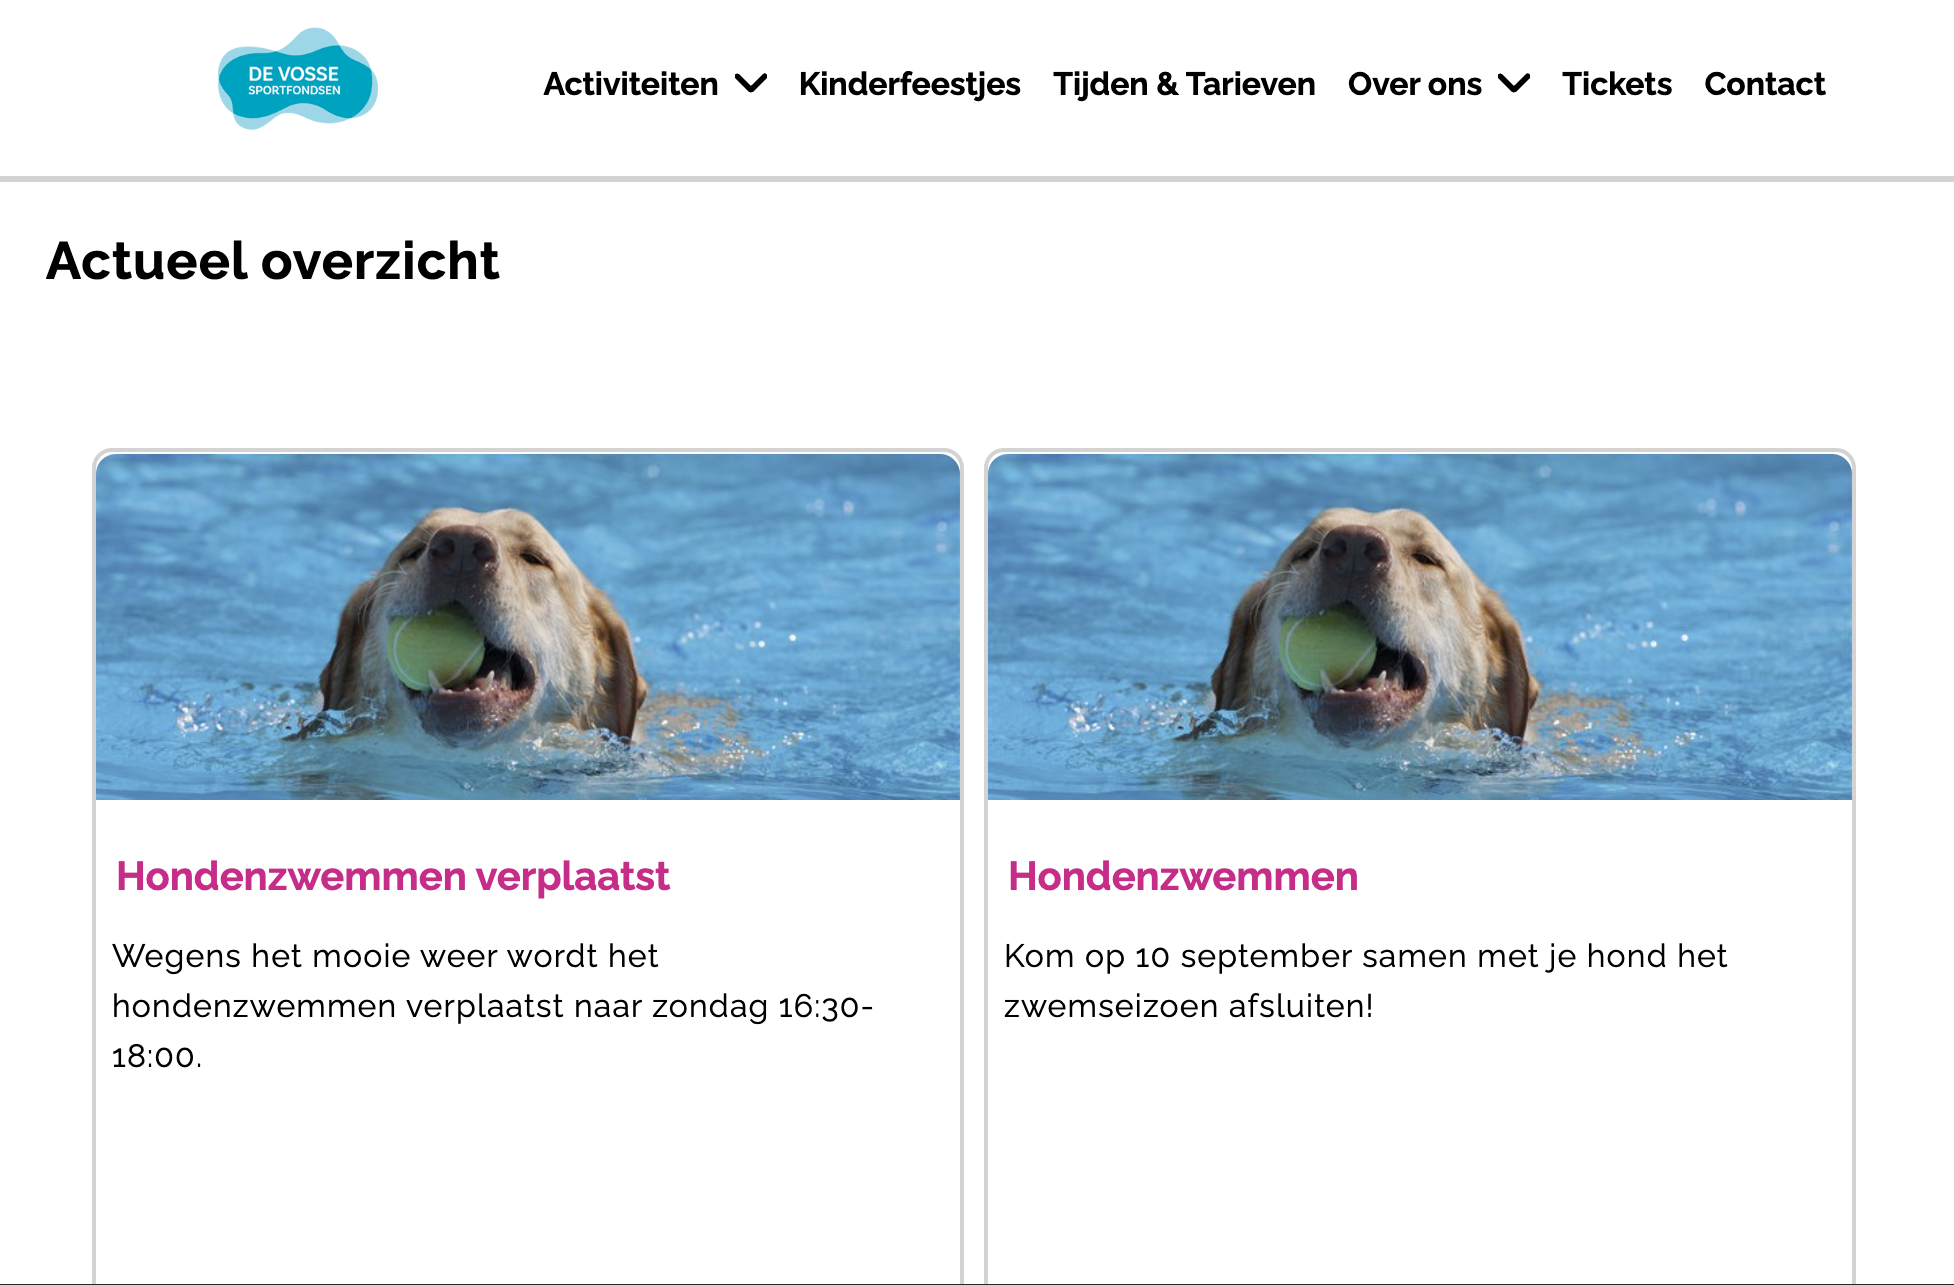 DE VOSSE
SPORTFONDSEN
Activiteiten Kinderfeestjes Tijden & Tarieven Over ons Tickets Contact
Actueel overzicht
Hondenzwemmen verplaatst
Wegens het mooie weer wordt het
hondenzwemmen verplaatst naar zondag 16:30-
18:00.
Hondenzwemmen
Kom op 10 september samen met je hond het
zwemseizoen afsluiten!